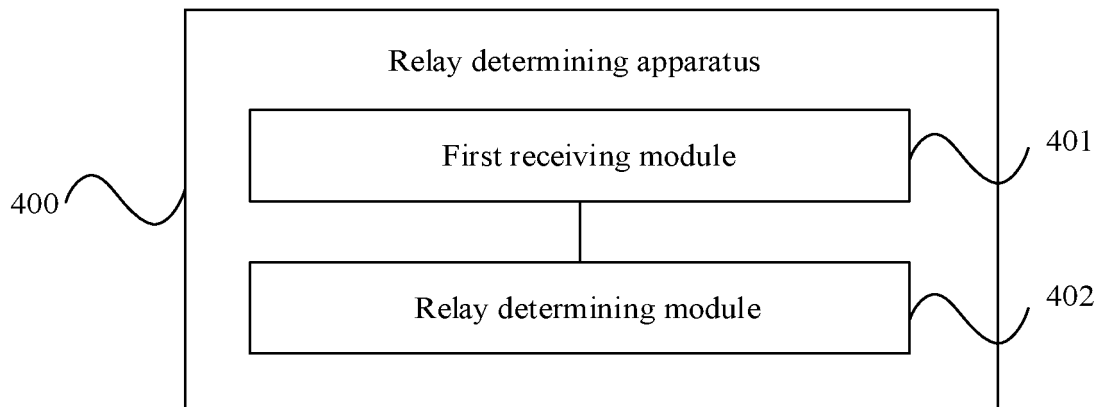 Relay determining apparatus
First receiving module
401
400
Relay determining module
402